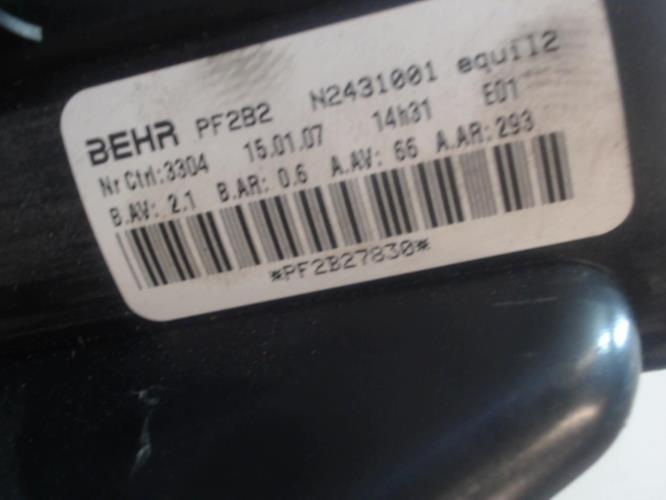 BEHR PF2B2 N2431001 equil2
Nr Ctrl:3304 15.01.07 14h31 E01
B.AV: 2.1 B.AR: 0.6 A.AV: 66 A.AR: 293
*PF2B27830*